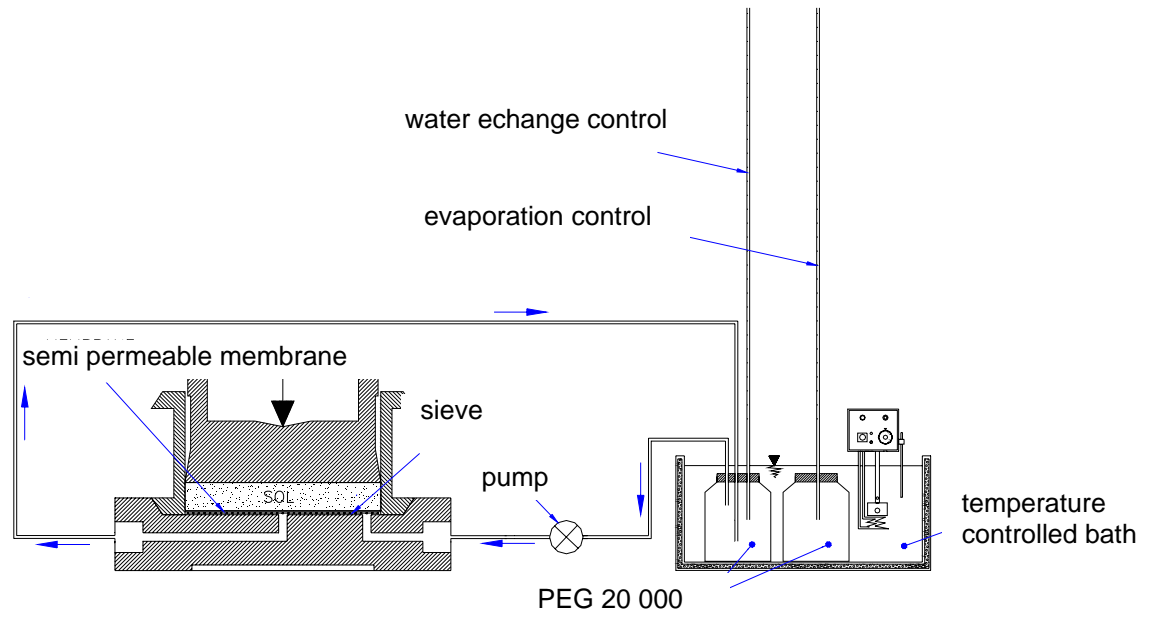 water echange control
evaporation control
semi permeable membrane
sieve
SOL
pump
temperature
controlled bath
PEG 20 000